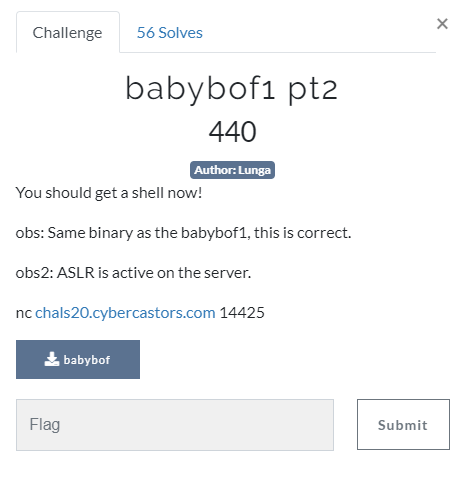 ×
Challenge
56 Solves
babybof1 pt2
440
Author: Lunga
You should get a shell now!
obs: Same binary as the babybof1, this is correct.
obs2: ASLR is active on the server.
nc chals20.cybercastors.com 14425
babybof
Flag
Submit